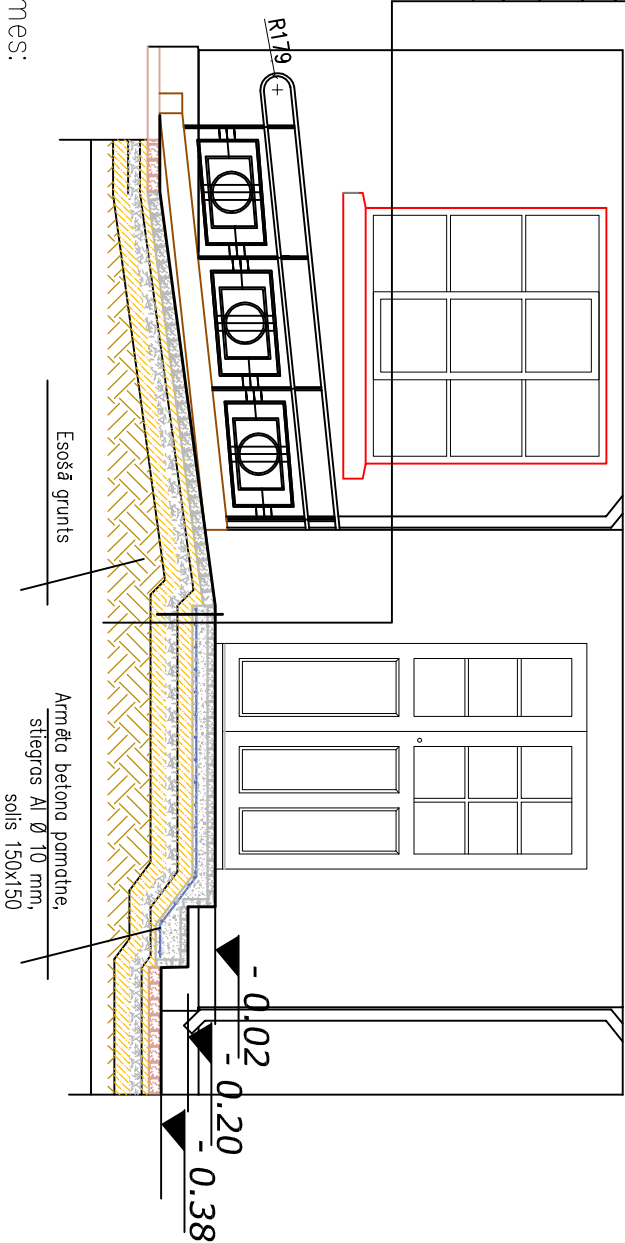 mes:
R179
Esošā grunts
Armēta betona pamatne,
stiegras AI Ø 10 mm,
solis 150x150
- 0.02
- 0.20
- 0.38